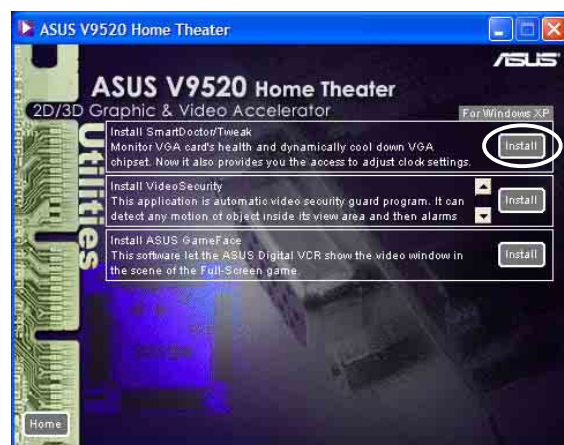 ASUS V9520 Home Theater
ASUS
ASUS V9520 Home Theater
2D/3D Graphic & Video Accelerator
For Windows XP
Utilities
Install SmartDoctor/Tweak
Monitor VGA card's health and dynamically cool down VGA
chipset. Now it also provides you the access to adjust clock settings.
Install
Install VideoSecurity
This application is automatic video security guard program. It can
detect any motion of object inside its view area and then alarms
Install
Install ASUS GameFace
This software let the ASUS Digital VCR show the video window in
the scene of the Full-Screen game.
Install
Home